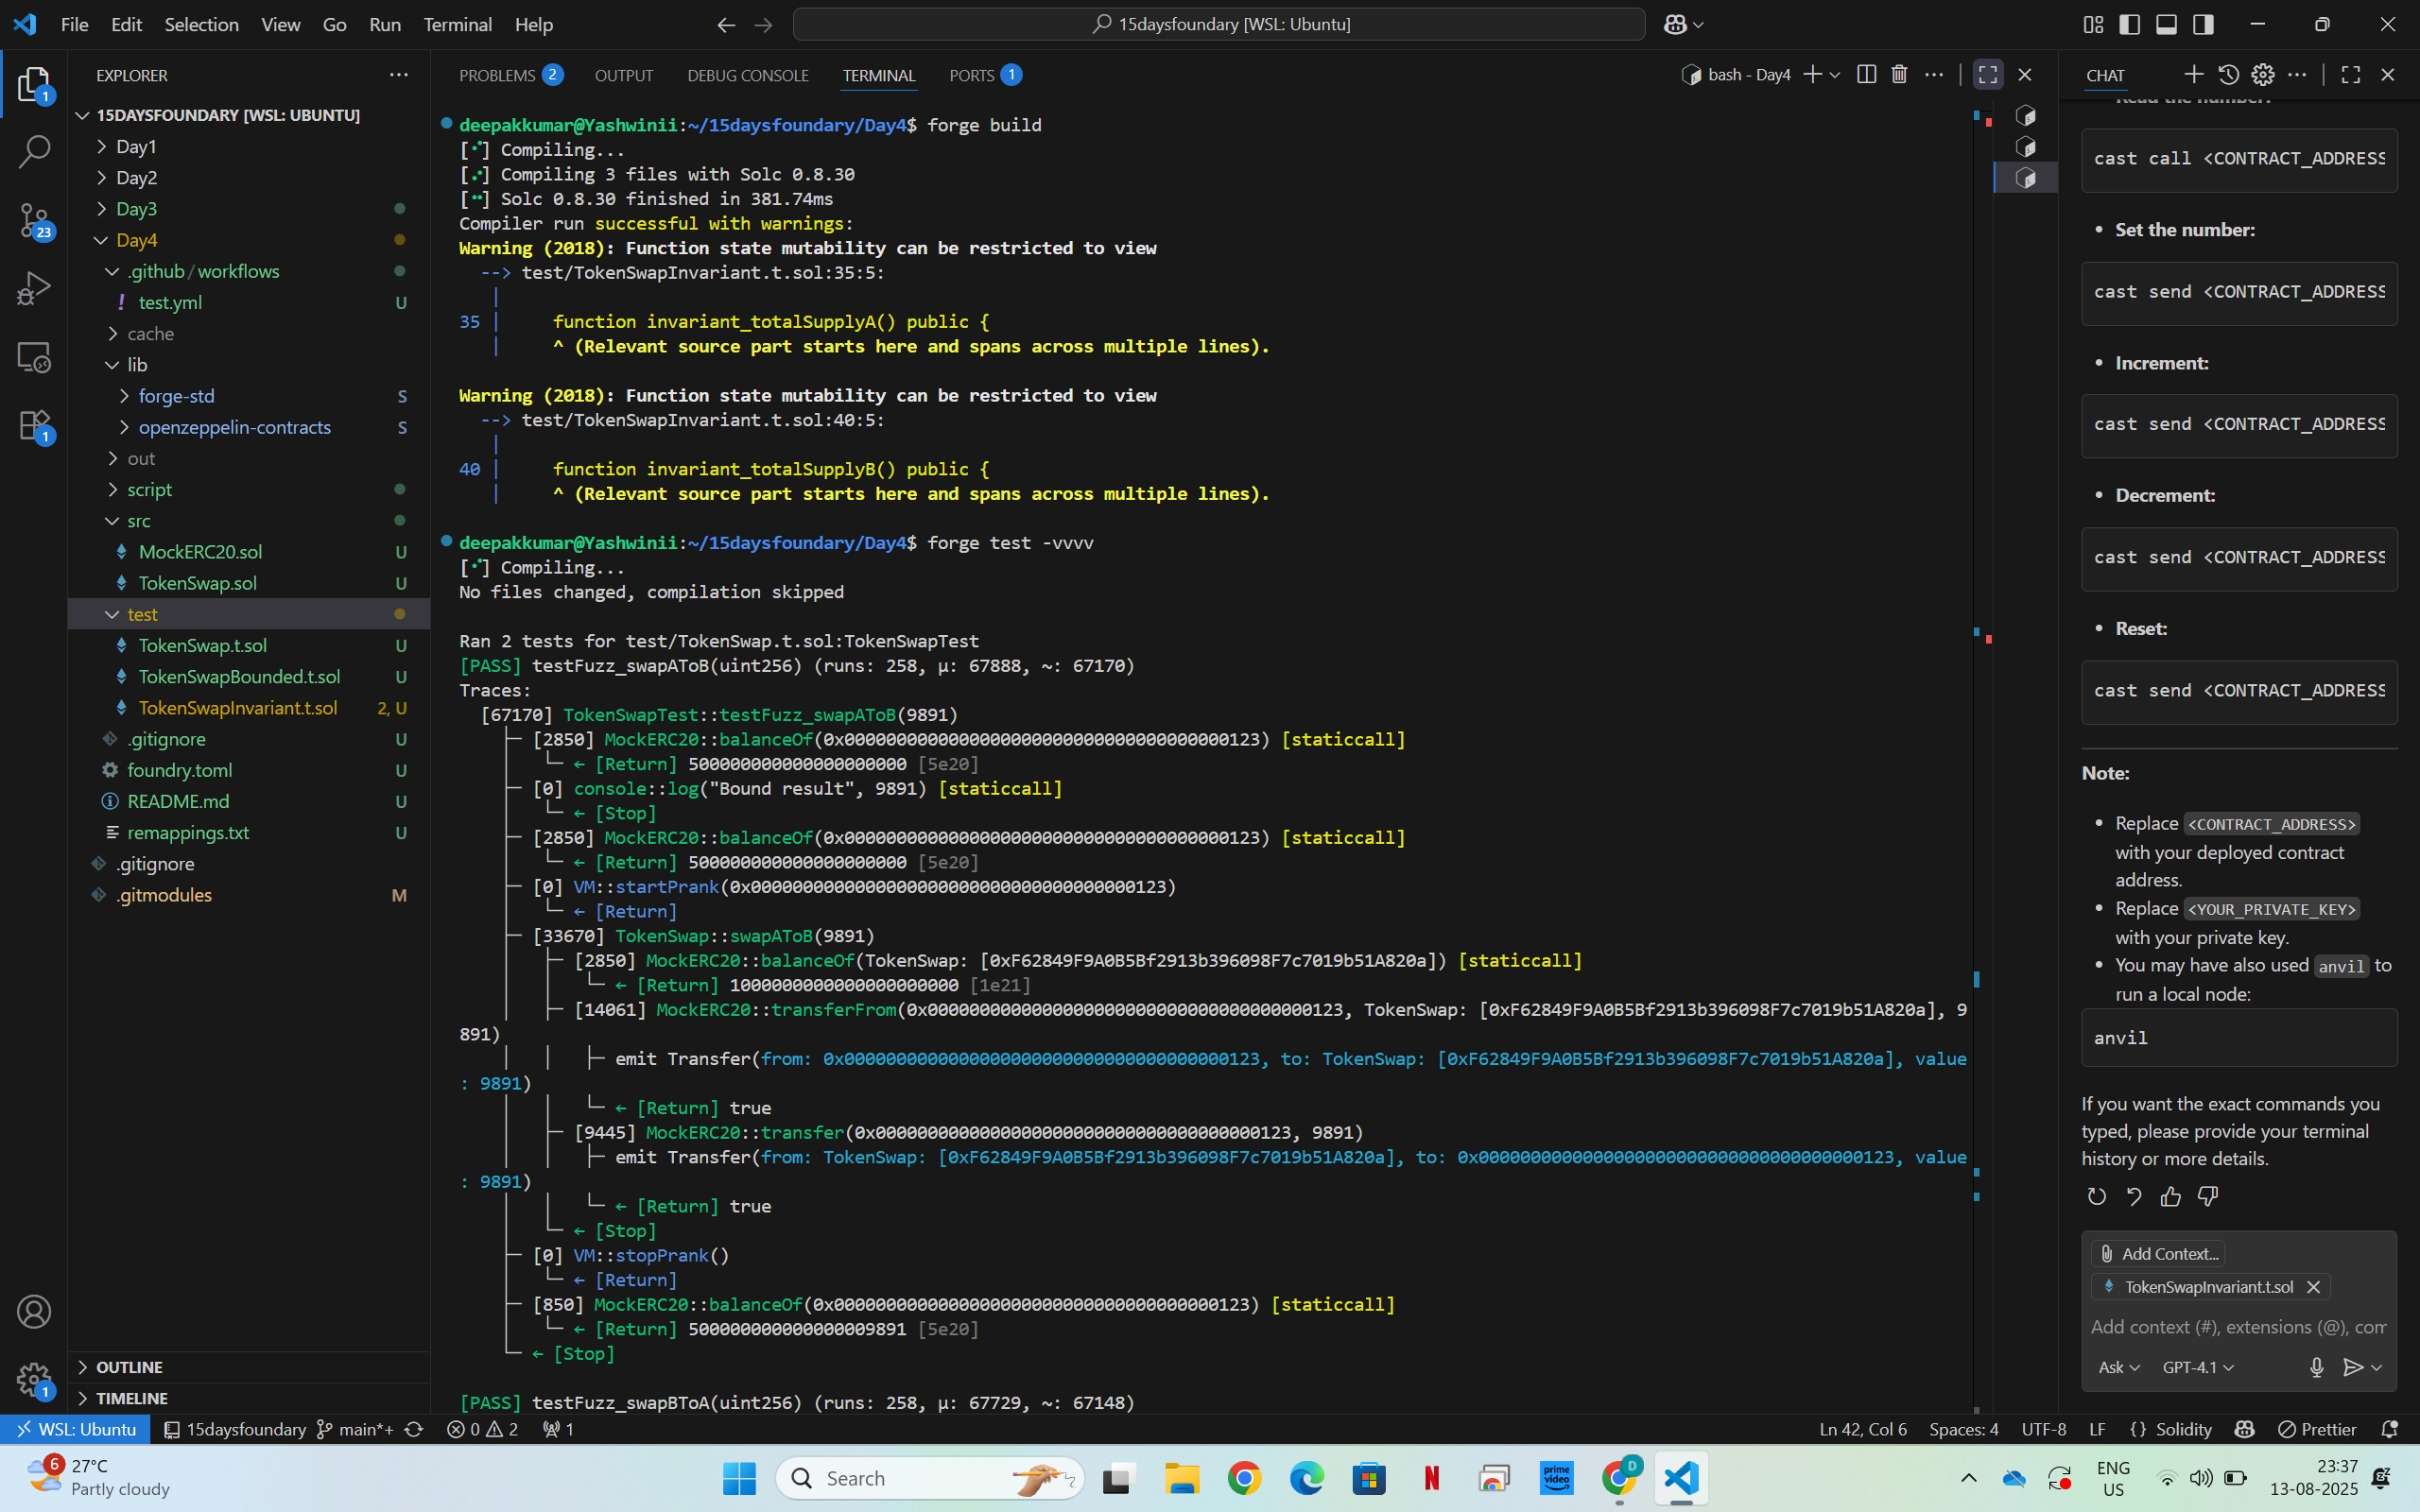 File Edit Selection View Go Run Terminal Help
15daysfoundary [WSL: Ubuntu]
EXPLORER
15DAYSFOUNDARY [WSL: UBUNTU]
Day1
Day2
Day3
Day4
.github/workflows
! test.yml U
cache
lib
forge-std S
openzeppelin-contracts S
out
script
src
MockERC20.sol U
TokenSwap.sol U
test
TokenSwap.t.sol U
TokenSwapBounded.t.sol U
TokenSwapInvariant.t.sol 2, U
.gitignore U
foundry.toml U
README.md U
remappings.txt U
.gitignore
.gitmodules M
OUTLINE
TIMELINE
1
23
1
1
PROBLEMS 2 OUTPUT DEBUG CONSOLE TERMINAL PORTS 1
bash - Day4
deepakkumar@Yashwinii:~/15daysfoundary/Day4$ forge build
[⠊] Compiling...
[⠔] Compiling 3 files with Solc 0.8.30
[⠒] Solc 0.8.30 finished in 381.74ms
Compiler run successful with warnings:
Warning (2018): Function state mutability can be restricted to view
--> test/TokenSwapInvariant.t.sol:35:5:
|
35 | function invariant_totalSupplyA() public {
| ^ (Relevant source part starts here and spans across multiple lines).
Warning (2018): Function state mutability can be restricted to view
--> test/TokenSwapInvariant.t.sol:40:5:
|
40 | function invariant_totalSupplyB() public {
| ^ (Relevant source part starts here and spans across multiple lines).
deepakkumar@Yashwinii:~/15daysfoundary/Day4$ forge test -vvvv
[⠊] Compiling...
No files changed, compilation skipped
Ran 2 tests for test/TokenSwap.t.sol:TokenSwapTest
[PASS] testFuzz_swapAToB(uint256) (runs: 258, μ: 67888, ~: 67170)
Traces:
[67170] TokenSwapTest::testFuzz_swapAToB(9891)
├─ [2850] MockERC20::balanceOf(0x0000000000000000000000000000000000000123) [staticcall]
│ └─ ← [Return] 500000000000000000000 [5e20]
├─ [0] console::log("Bound result", 9891) [staticcall]
│ └─ ← [Stop]
├─ [2850] MockERC20::balanceOf(0x0000000000000000000000000000000000000123) [staticcall]
│ └─ ← [Return] 500000000000000000000 [5e20]
├─ [0] VM::startPrank(0x0000000000000000000000000000000000000123)
│ └─ ← [Return]
├─ [33670] TokenSwap::swapAToB(9891)
│ ├─ [2850] MockERC20::balanceOf(TokenSwap: [0xF62849F9A0B5Bf2913b396098F7c7019b51A820a]) [staticcall]
│ │ └─ ← [Return] 1000000000000000000000 [1e21]
│ ├─ [14061] MockERC20::transferFrom(0x0000000000000000000000000000000000000123, TokenSwap: [0xF62849F9A0B5Bf2913b396098F7c7019b51A820a], 9
891)
│ │ ├─ emit Transfer(from: 0x0000000000000000000000000000000000000123, to: TokenSwap: [0xF62849F9A0B5Bf2913b396098F7c7019b51A820a], value
: 9891)
│ │ └─ ← [Return] true
│ ├─ [9445] MockERC20::transfer(0x0000000000000000000000000000000000000123, 9891)
│ │ ├─ emit Transfer(from: TokenSwap: [0xF62849F9A0B5Bf2913b396098F7c7019b51A820a], to: 0x0000000000000000000000000000000000000123, value
: 9891)
│ │ └─ ← [Return] true
│ └─ ← [Stop]
├─ [0] VM::stopPrank()
│ └─ ← [Return]
├─ [850] MockERC20::balanceOf(0x0000000000000000000000000000000000000123) [staticcall]
│ └─ ← [Return] 500000000000000009891 [5e20]
└─ ← [Stop]
[PASS] testFuzz_swapBToA(uint256) (runs: 258, μ: 67729, ~: 67148)
CHAT
cast call <CONTRACT_ADDRESS
• Set the number:
cast send <CONTRACT_ADDRESS
• Increment:
cast send <CONTRACT_ADDRESS
• Decrement:
cast send <CONTRACT_ADDRESS
• Reset:
cast send <CONTRACT_ADDRESS
Note:
• Replace <CONTRACT_ADDRESS>
with your deployed contract
address.
• Replace <YOUR_PRIVATE_KEY>
with your private key.
• You may have also used anvil to
run a local node:
anvil
If you want the exact commands you
typed, please provide your terminal
history or more details.
Add Context...
TokenSwapInvariant.t.sol
Add context (#), extensions (@), com
Ask GPT-4.1
WSL: Ubuntu 15daysfoundary main*+ 0 2 1
Ln 42, Col 6 Spaces: 4 UTF-8 LF {} Solidity Prettier
6
27°C
Partly cloudy
Search
prime video
D
ENG
US
23:37
13-08-2025